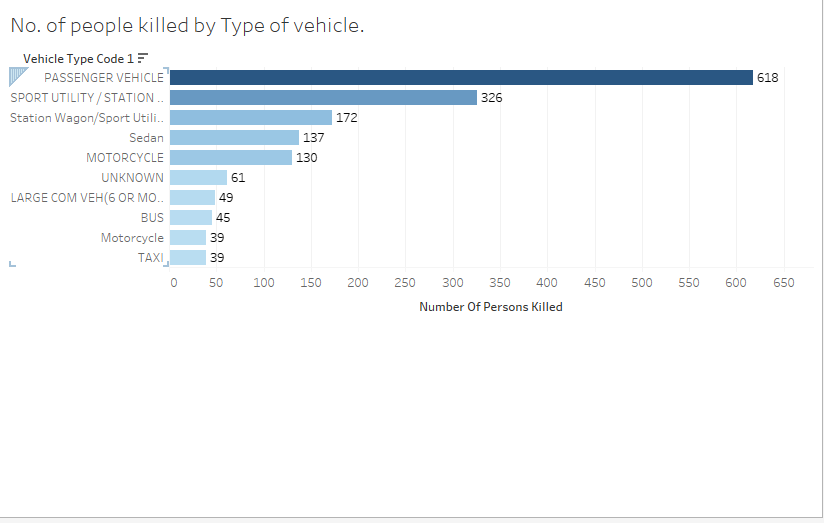 No. of people killed by Type of vehicle.
Vehicle Type Code 1
PASSENGER VEHICLE 618
SPORT UTILITY / STATION .. 326
Station Wagon/Sport Utili.. 172
Sedan 137
MOTORCYCLE 130
UNKNOWN 61
LARGE COM VEH(6 OR MO.. 49
BUS 45
Motorcycle 39
TAXI 39
0 50 100 150 200 250 300 350 400 450 500 550 600 650
Number Of Persons Killed